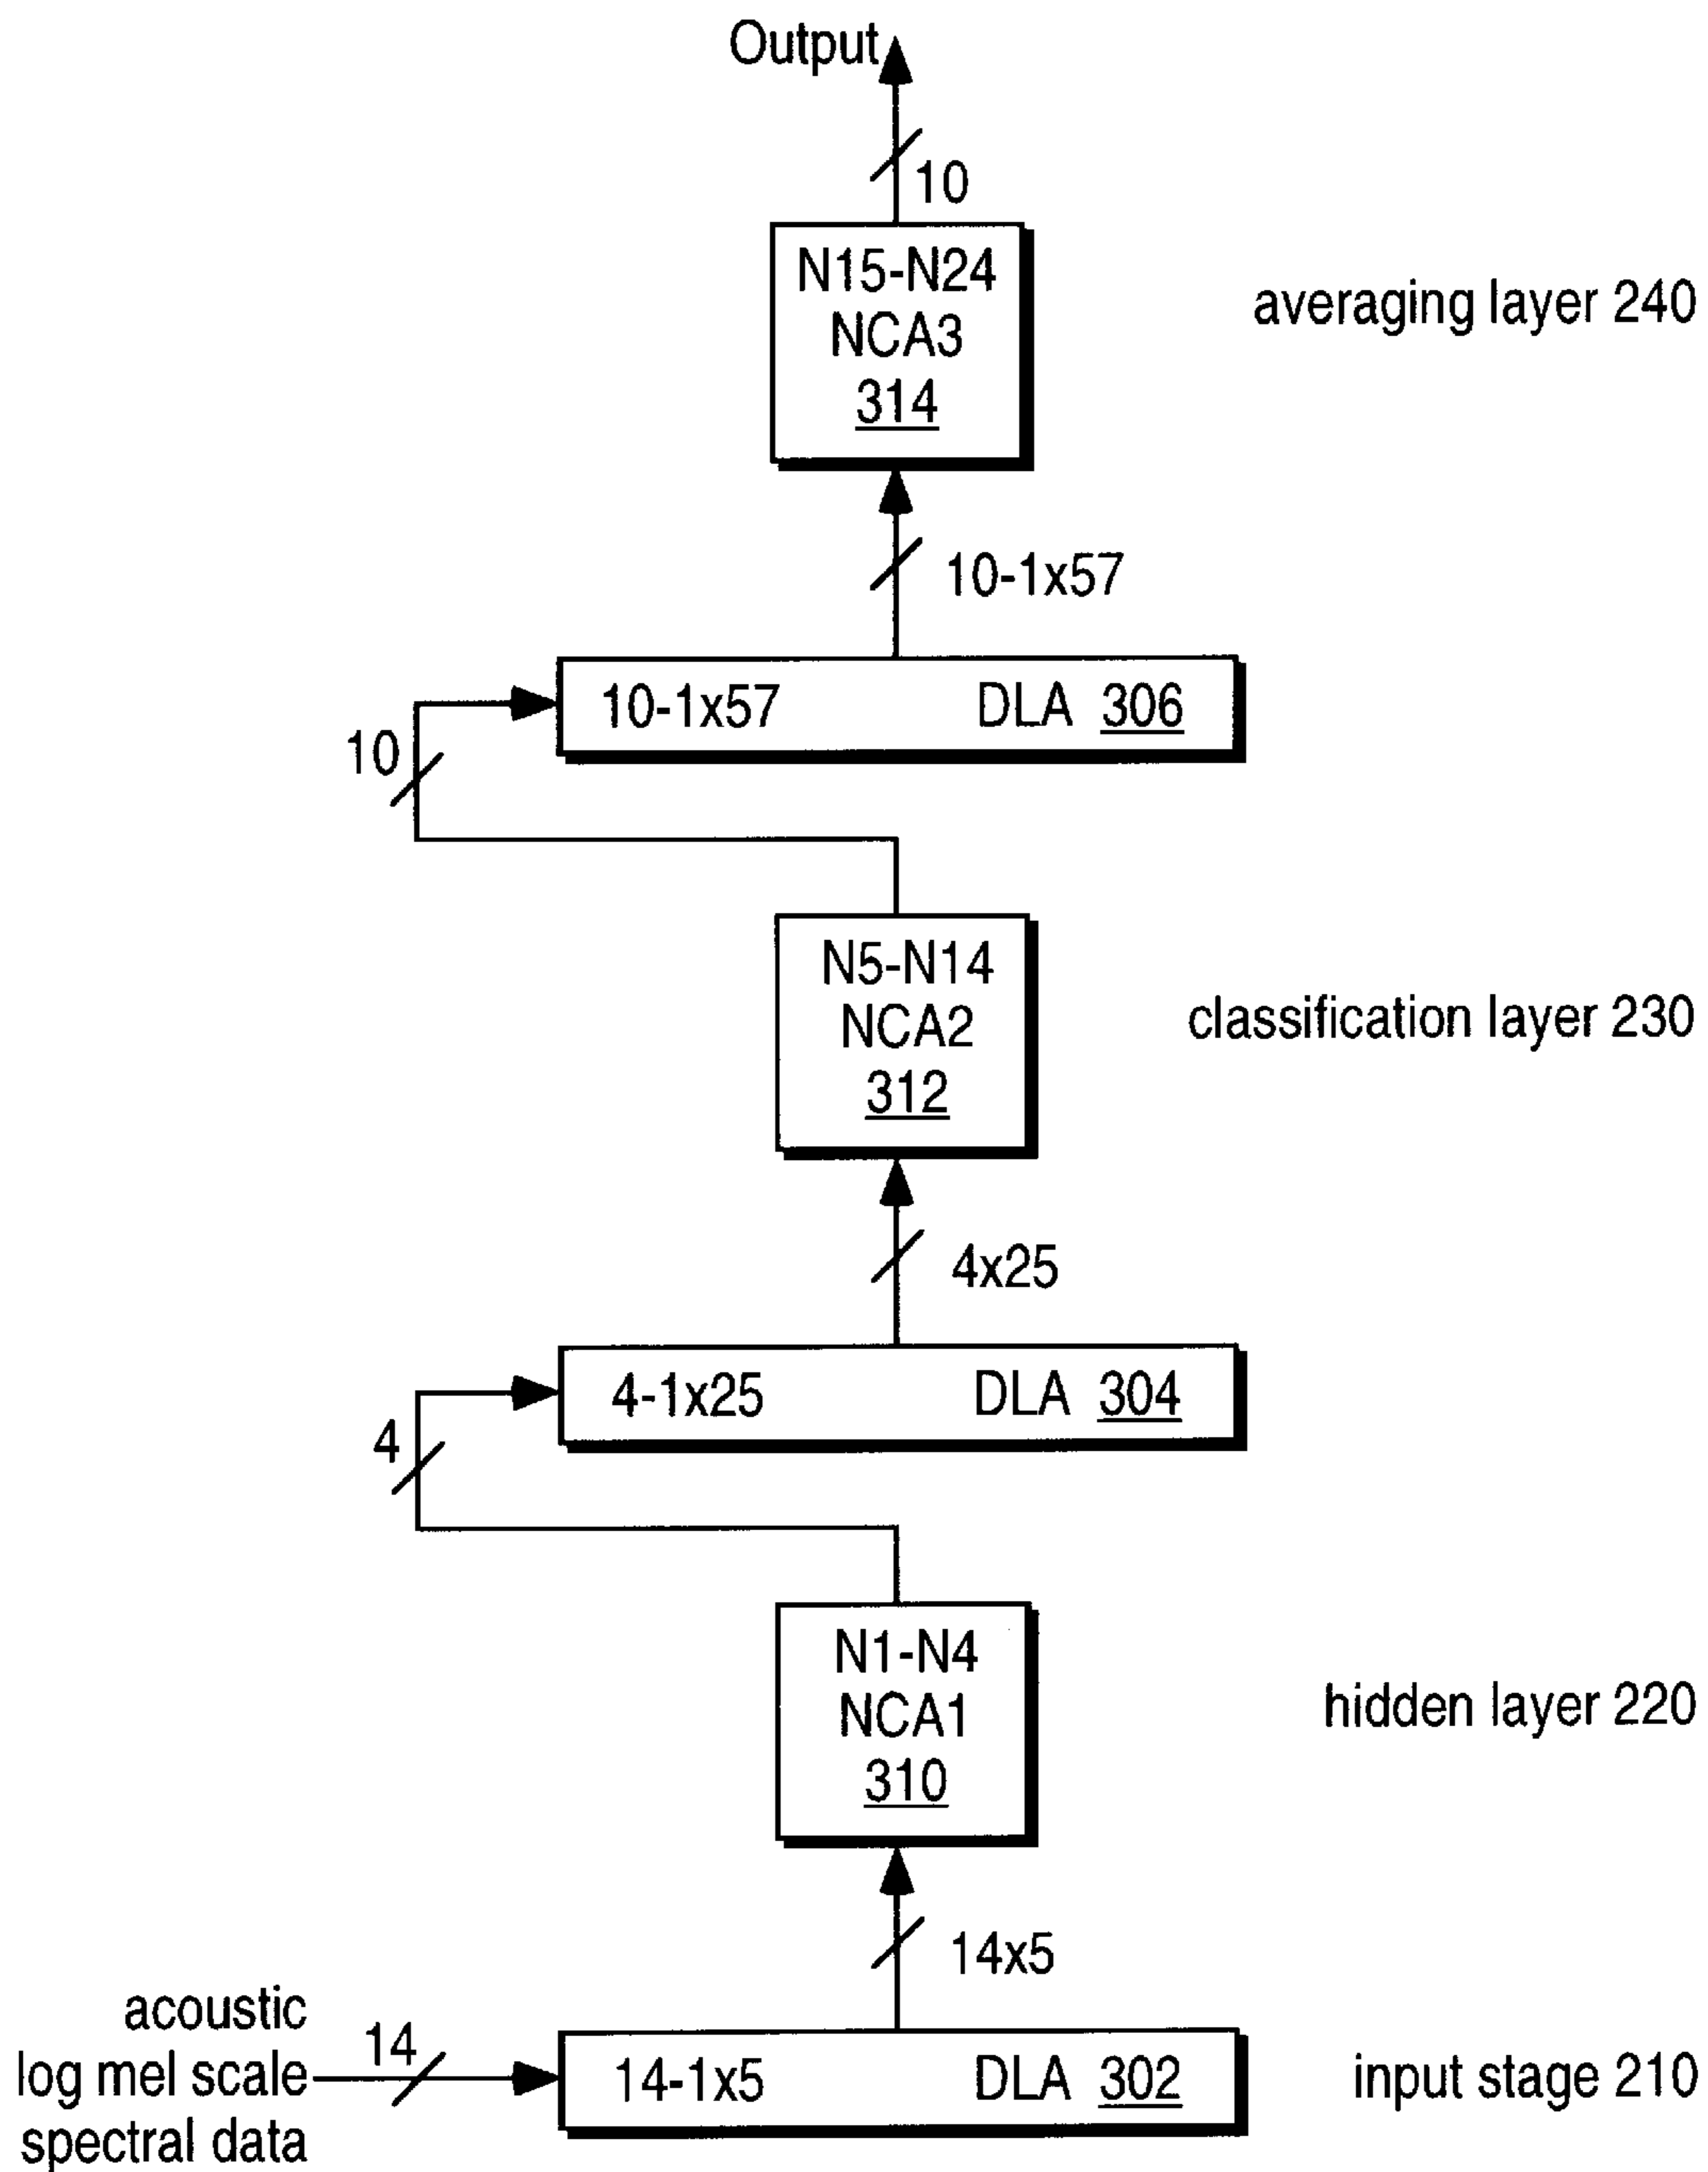 Output
10
N15-N24
NCA3
314
averaging layer 240
10-1x57
10-1x57 DLA 306
10
N5-N14
NCA2
312
classification layer 230
4x25
4-1x25 DLA 304
4
N1-N4
NCA1
310
hidden layer 220
14x5
acoustic
log mel scale
spectral data
14
14-1x5 DLA 302
input stage 210